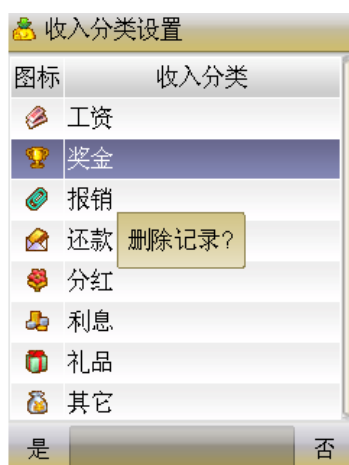 收入分类设置
图标 收入分类
工资
奖金
报销
还款
删除记录?
分红
利息
礼品
其它
是 否